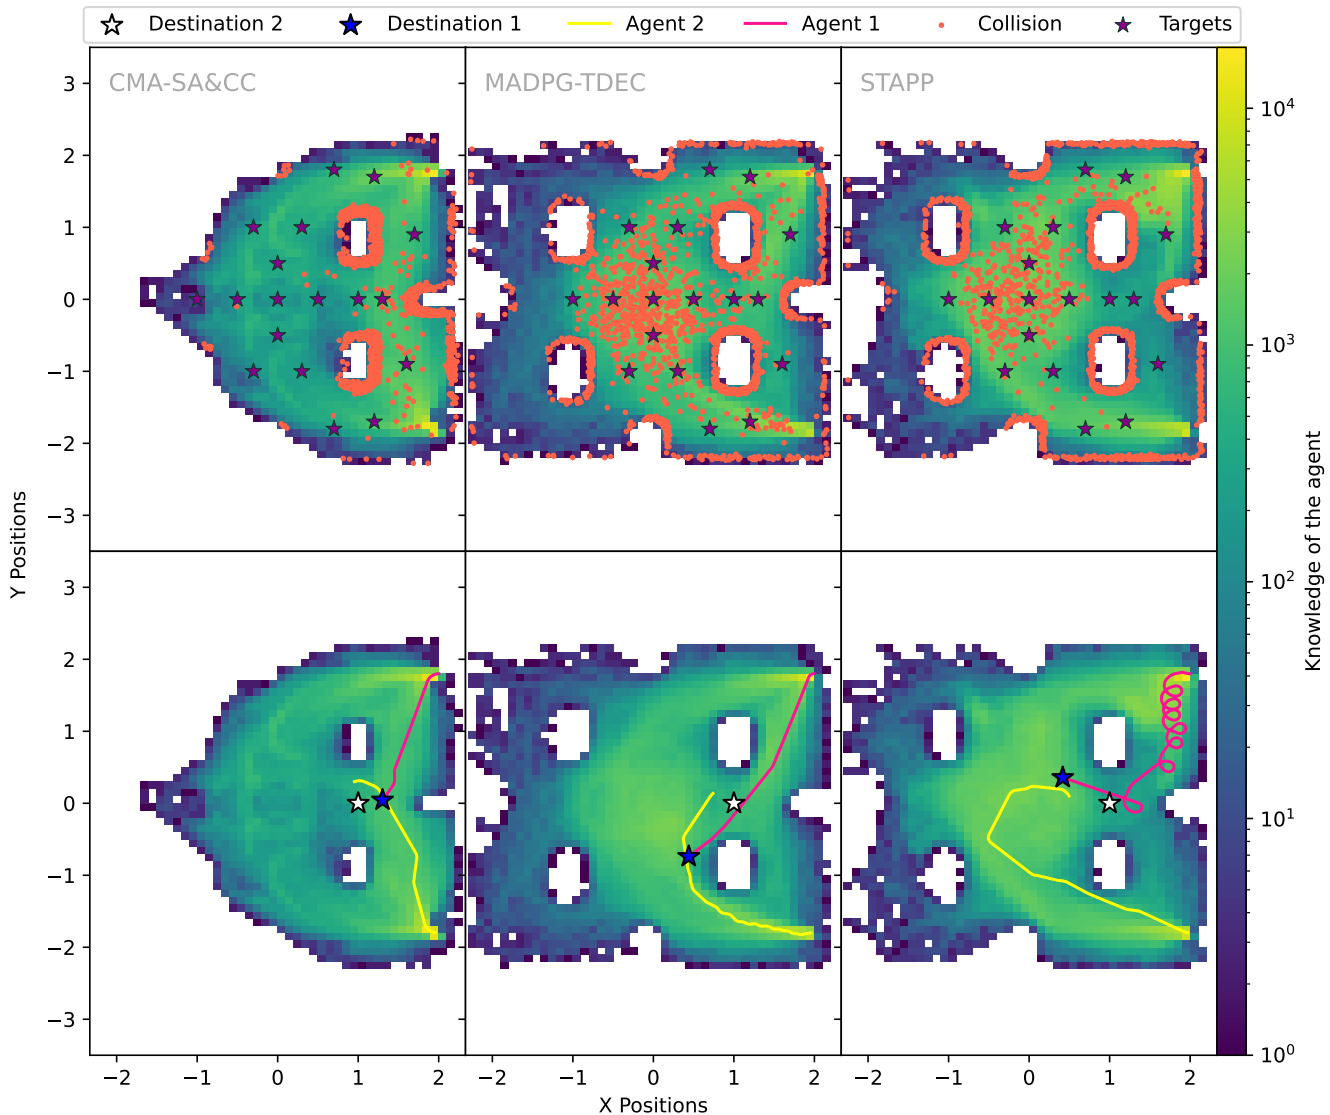 Destination 2 Destination 1 Agent 2 Agent 1 Collision Targets
CMA-SA&CC MADPG-TDEC STAPP
3
2
1
0
−1
−2
−3
3
2
1
0
−1
−2
−3
Y Positions
−2 −1 0 1 2
−2 −1 0 1 2
−2 −1 0 1 2
X Positions
10⁴
10³
10²
10¹
10⁰
Knowledge of the agent